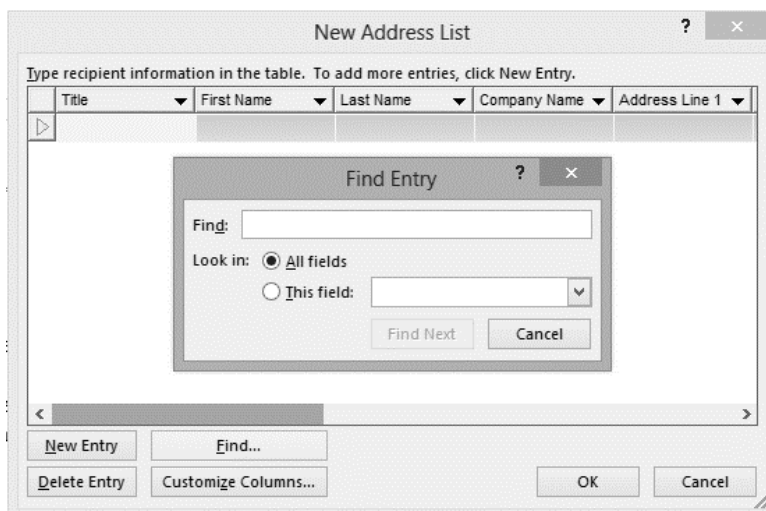 New Address List
?
Type recipient information in the table. To add more entries, click New Entry.
Title First Name Last Name Company Name Address Line 1
Find Entry
?
Find:
Look in: All fields
This field:
Find Next Cancel
New Entry Find...
Delete Entry Customize Columns... OK Cancel